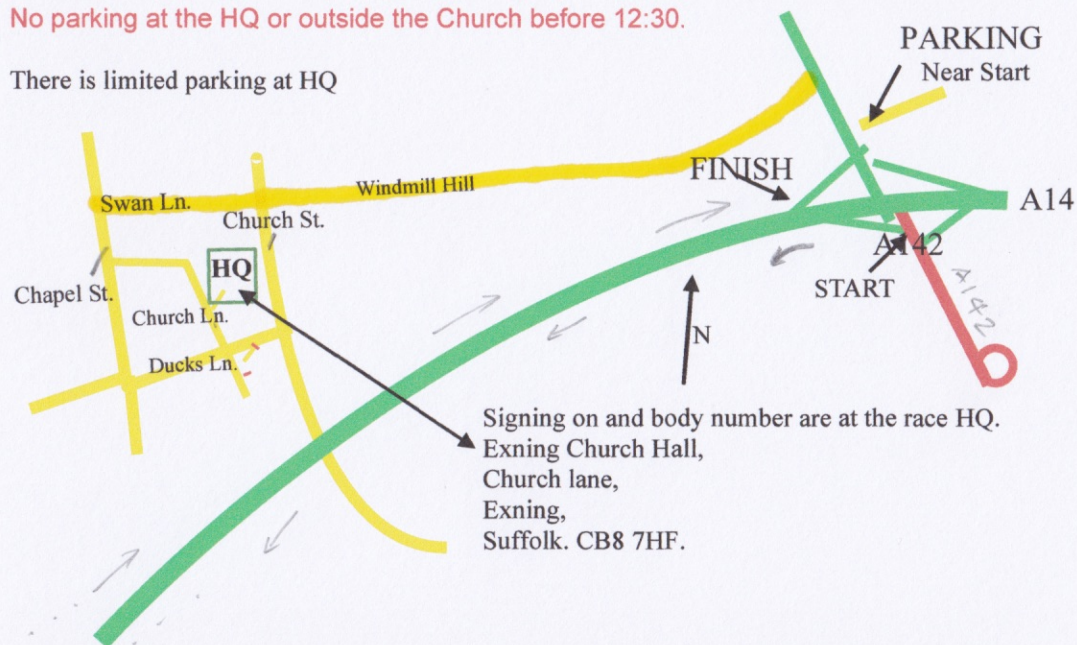 No parking at the HQ or outside the Church before 12:30.
PARKING
Near Start
There is limited parking at HQ
FINISH
Windmill Hill
Swan Ln.
A14
Church St.
A142
HQ
START
A142
Chapel St.
Church Ln.
N
Ducks Ln.
Signing on and body number are at the race HQ.
Exning Church Hall,
Church lane,
Exning,
Suffolk. CB8 7HF.